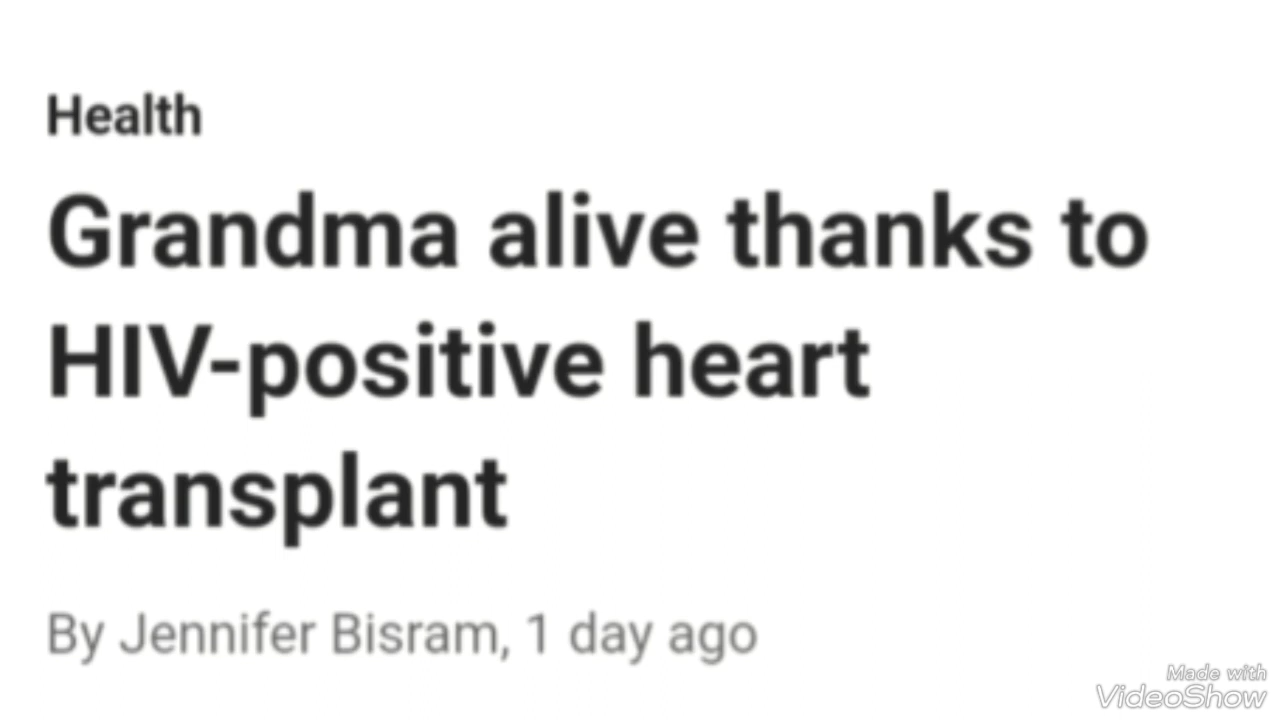 Health
Grandma alive thanks to
HIV-positive heart
transplant
By Jennifer Bisram, 1 day ago
Made with
VideoShow